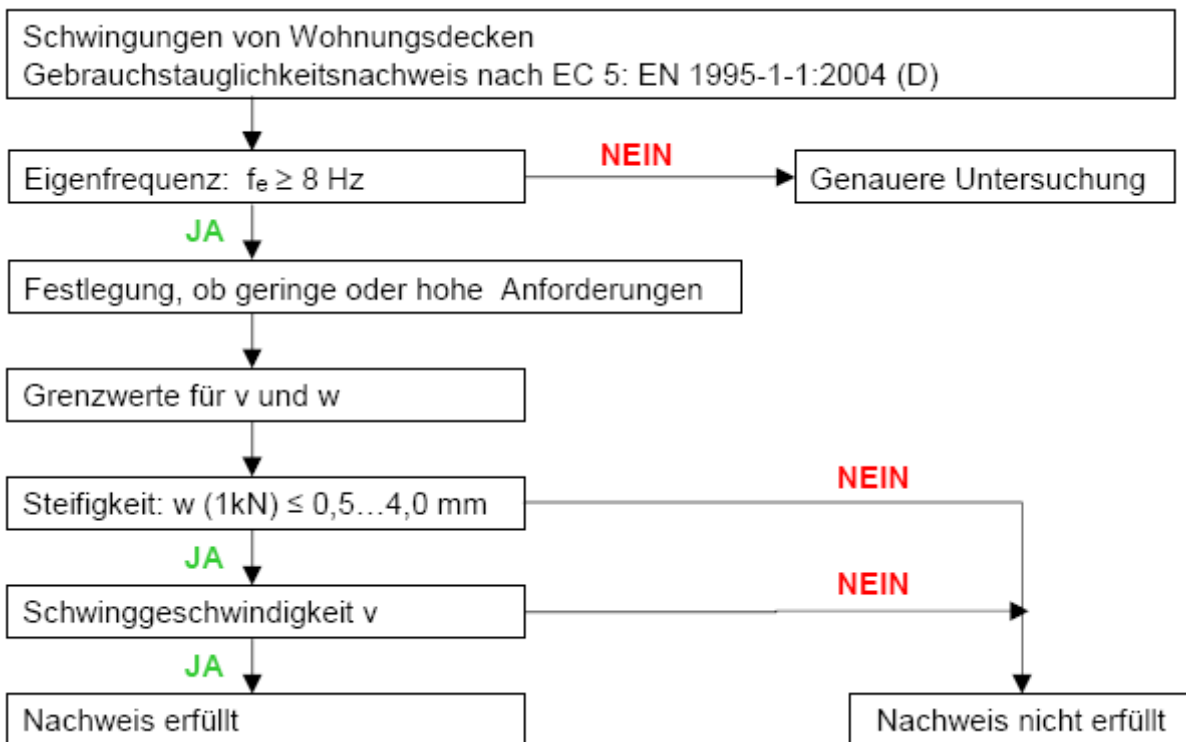 Schwingungen von Wohnungsdecken
Gebrauchstauglichkeitsnachweis nach EC 5: EN 1995-1-1:2004 (D)
Eigenfrequenz: fₑ ≥ 8 Hz
NEIN
Genauere Untersuchung
JA
Festlegung, ob geringe oder hohe Anforderungen
Grenzwerte für v und w
Steifigkeit: w (1kN) ≤ 0,5…4,0 mm
NEIN
JA
Schwinggeschwindigkeit v
NEIN
JA
Nachweis erfüllt
Nachweis nicht erfüllt